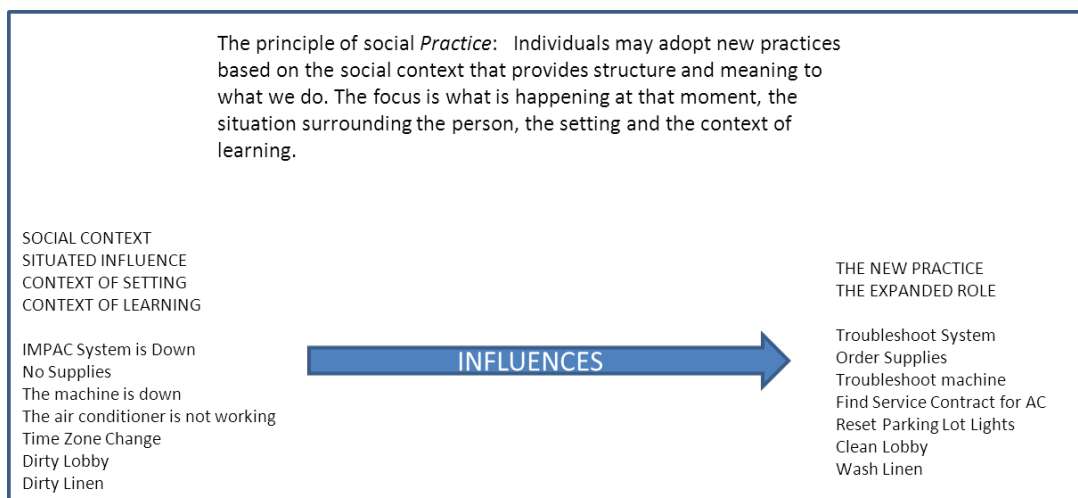 The principle of social Practice: Individuals may adopt new practices
based on the social context that provides structure and meaning to
what we do. The focus is what is happening at that moment, the
situation surrounding the person, the setting and the context of
learning.
SOCIAL CONTEXT
SITUATED INFLUENCE
CONTEXT OF SETTING
CONTEXT OF LEARNING
IMPAC System is Down
No Supplies
The machine is down
The air conditioner is not working
Time Zone Change
Dirty Lobby
Dirty Linen
INFLUENCES
THE NEW PRACTICE
THE EXPANDED ROLE
Troubleshoot System
Order Supplies
Troubleshoot machine
Find Service Contract for AC
Reset Parking Lot Lights
Clean Lobby
Wash Linen